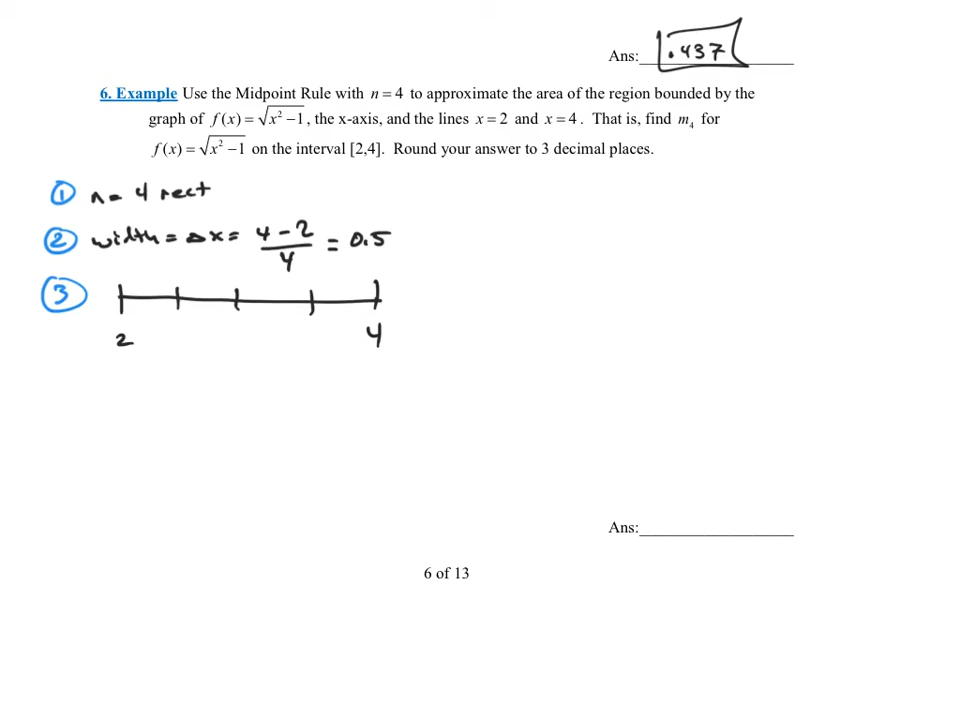 Ans: .437
6. Example Use the Midpoint Rule with n = 4 to approximate the area of the region bounded by the
graph of f(x) = √(x² − 1), the x-axis, and the lines x = 2 and x = 4. That is, find m₄ for
f(x) = √(x² − 1) on the interval [2,4]. Round your answer to 3 decimal places.
① n = 4 rect
② width = Δx = (4 − 2)/4 = 0.5
③
2 4
Ans:
6 of 13